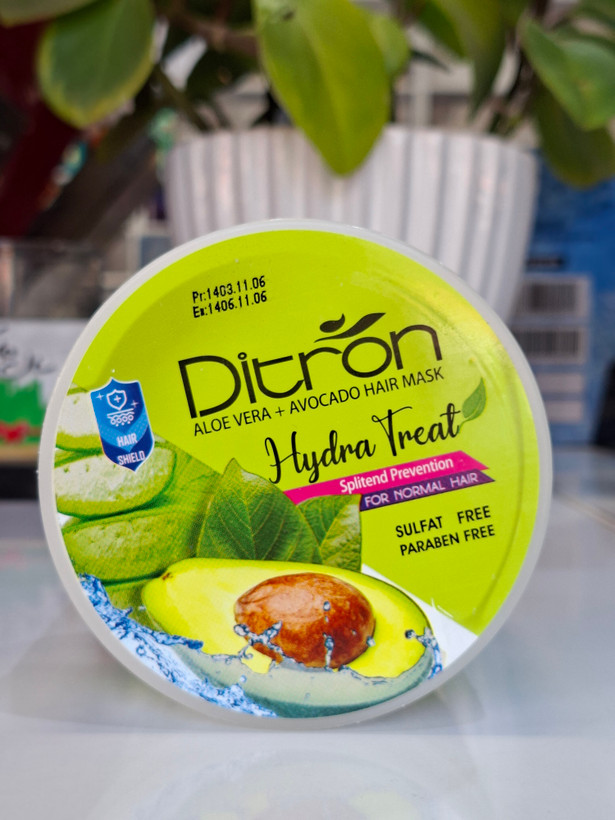 Pr:1403.11.06
Ex:1406.11.06
Ditron
ALOE VERA + AVOCADO HAIR MASK
Hydra Treat
HAIR
SHIELD
Splitend Prevention
FOR NORMAL HAIR
SULFAT FREE
PARABEN FREE